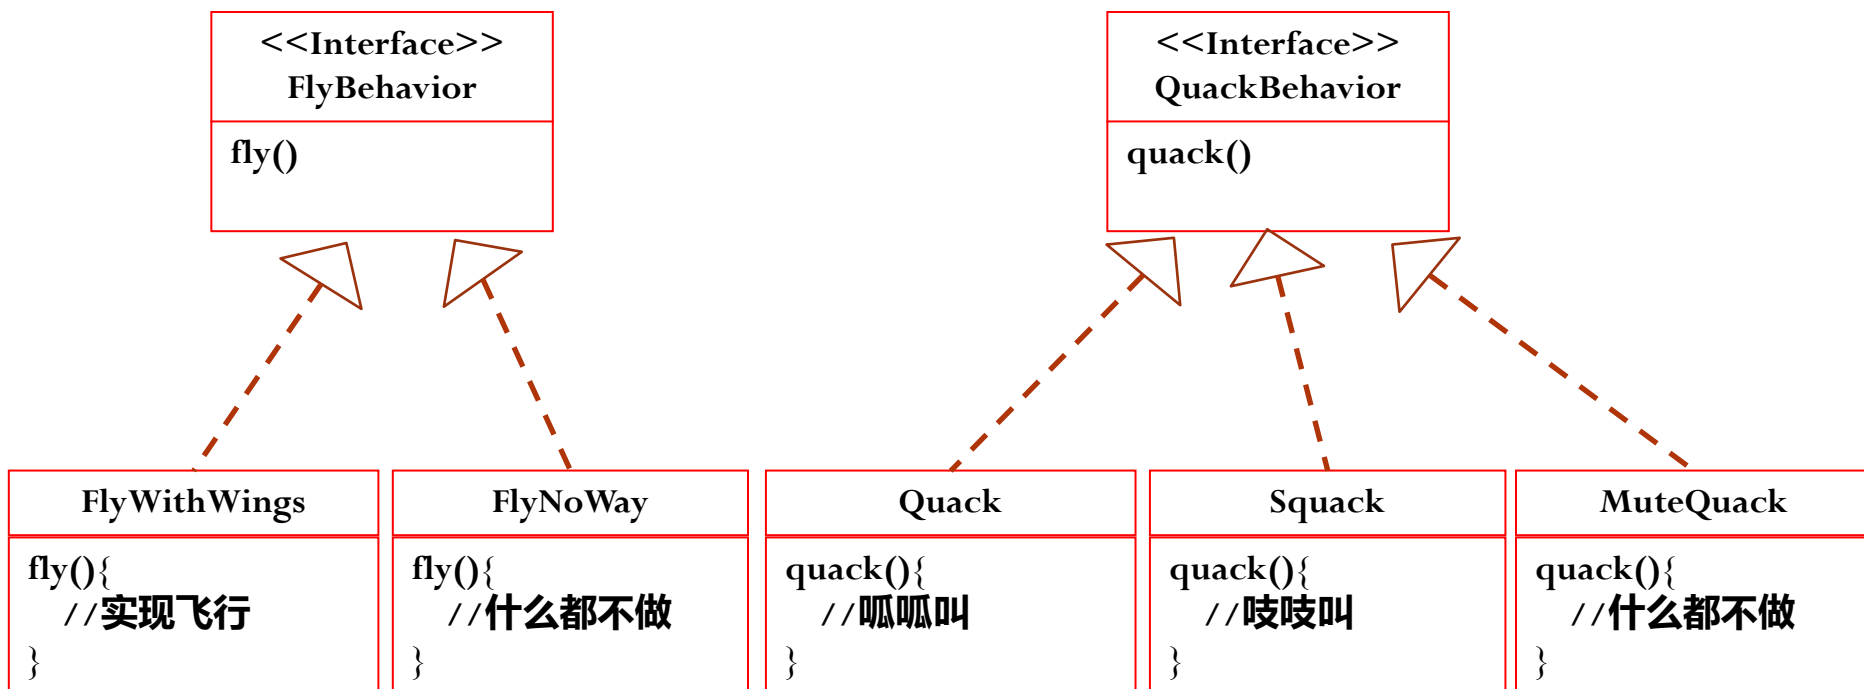 <<Interface>>
FlyBehavior
fly()
<<Interface>>
QuackBehavior
quack()
FlyWithWings
fly(){
//实现飞行
}
FlyNoWay
fly(){
//什么都不做
}
Quack
quack(){
//呱呱叫
}
Squack
quack(){
//吱吱叫
}
MuteQuack
quack(){
//什么都不做
}